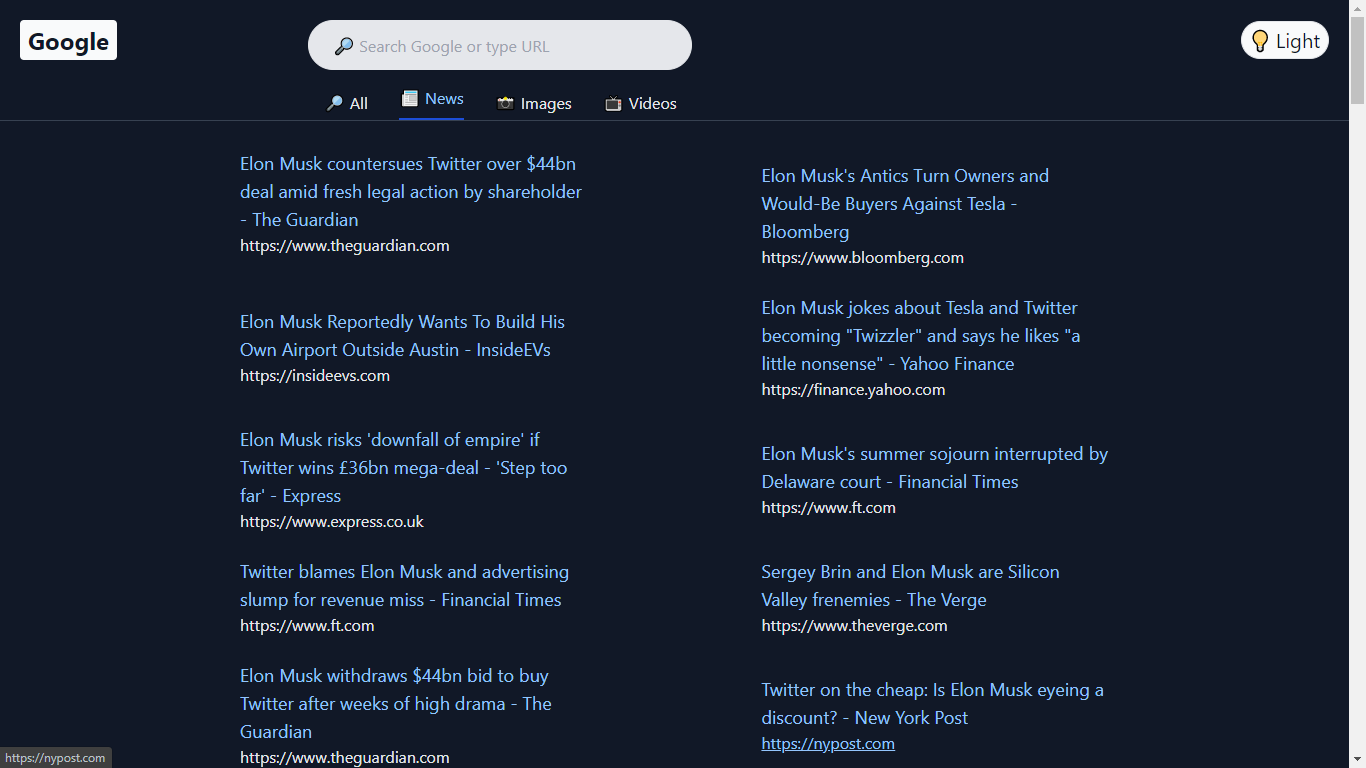 Google
Search Google or type URL
Light
All
News
Images
Videos
Elon Musk countersues Twitter over $44bn
deal amid fresh legal action by shareholder
- The Guardian
https://www.theguardian.com
Elon Musk's Antics Turn Owners and
Would-Be Buyers Against Tesla -
Bloomberg
https://www.bloomberg.com
Elon Musk Reportedly Wants To Build His
Own Airport Outside Austin - InsideEVs
https://insideevs.com
Elon Musk jokes about Tesla and Twitter
becoming "Twizzler" and says he likes "a
little nonsense" - Yahoo Finance
https://finance.yahoo.com
Elon Musk risks 'downfall of empire' if
Twitter wins £36bn mega-deal - 'Step too
far' - Express
https://www.express.co.uk
Elon Musk's summer sojourn interrupted by
Delaware court - Financial Times
https://www.ft.com
Twitter blames Elon Musk and advertising
slump for revenue miss - Financial Times
https://www.ft.com
Sergey Brin and Elon Musk are Silicon
Valley frenemies - The Verge
https://www.theverge.com
Elon Musk withdraws $44bn bid to buy
Twitter after weeks of high drama - The
Guardian
https://www.theguardian.com
Twitter on the cheap: Is Elon Musk eyeing a
discount? - New York Post
https://nypost.com
https://nypost.com